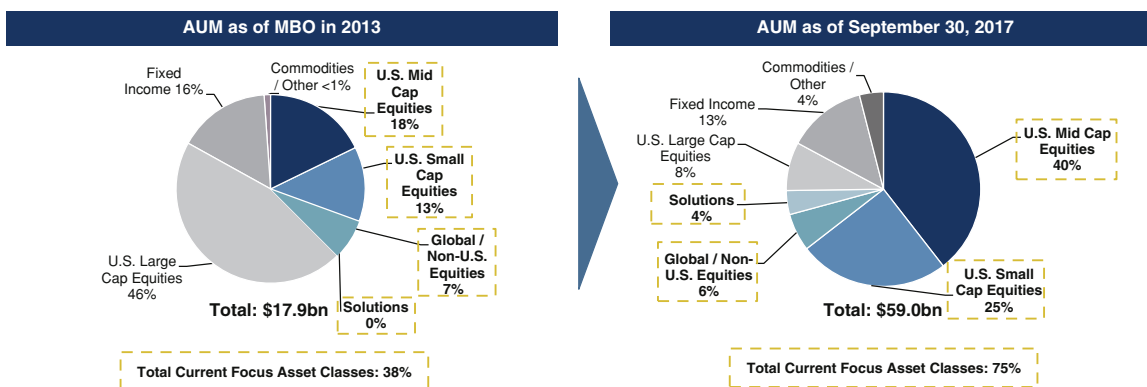 AUM as of MBO in 2013
Fixed
Income 16%
Commodities
/ Other <1%
U.S. Mid
Cap
Equities
18%
U.S. Small
Cap
Equities
13%
Global /
Non-U.S.
Equities
7%
Solutions
0%
U.S. Large
Cap Equities
46%
Total: $17.9bn
Total Current Focus Asset Classes: 38%
AUM as of September 30, 2017
Commodities /
Other
4%
Fixed Income
13%
U.S. Large Cap
Equities
8%
Solutions
4%
Global / Non-
U.S. Equities
6%
U.S. Mid Cap
Equities
40%
U.S. Small
Cap Equities
25%
Total: $59.0bn
Total Current Focus Asset Classes: 75%